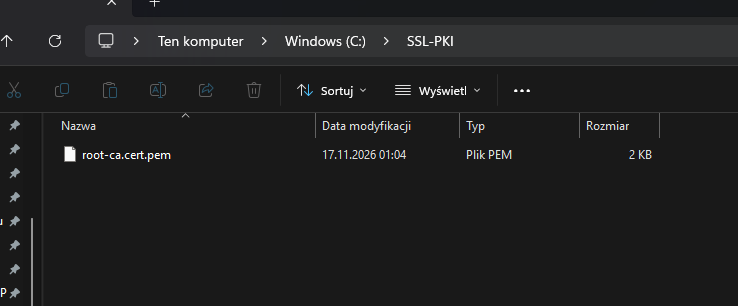 Ten komputer > Windows (C:) > SSL-PKI
Sortuj Wyświetl ...
Nazwa Data modyfikacji Typ Rozmiar
root-ca.cert.pem 17.11.2026 01:04 Plik PEM 2 KB
u
P